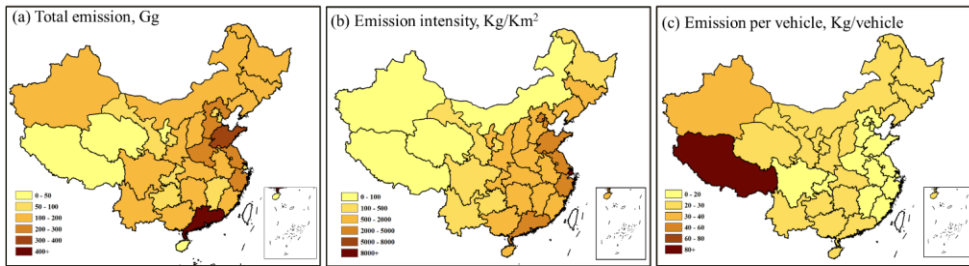 (a) Total emission, Gg
0 - 50
50 - 100
100 - 200
200 - 300
300 - 400
400+
(b) Emission intensity, Kg/Km²
0 - 100
100 - 500
500 - 2000
2000 - 5000
5000 - 8000
8000+
(c) Emission per vehicle, Kg/vehicle
0 - 20
20 - 30
30 - 40
40 - 60
60 - 80
80+